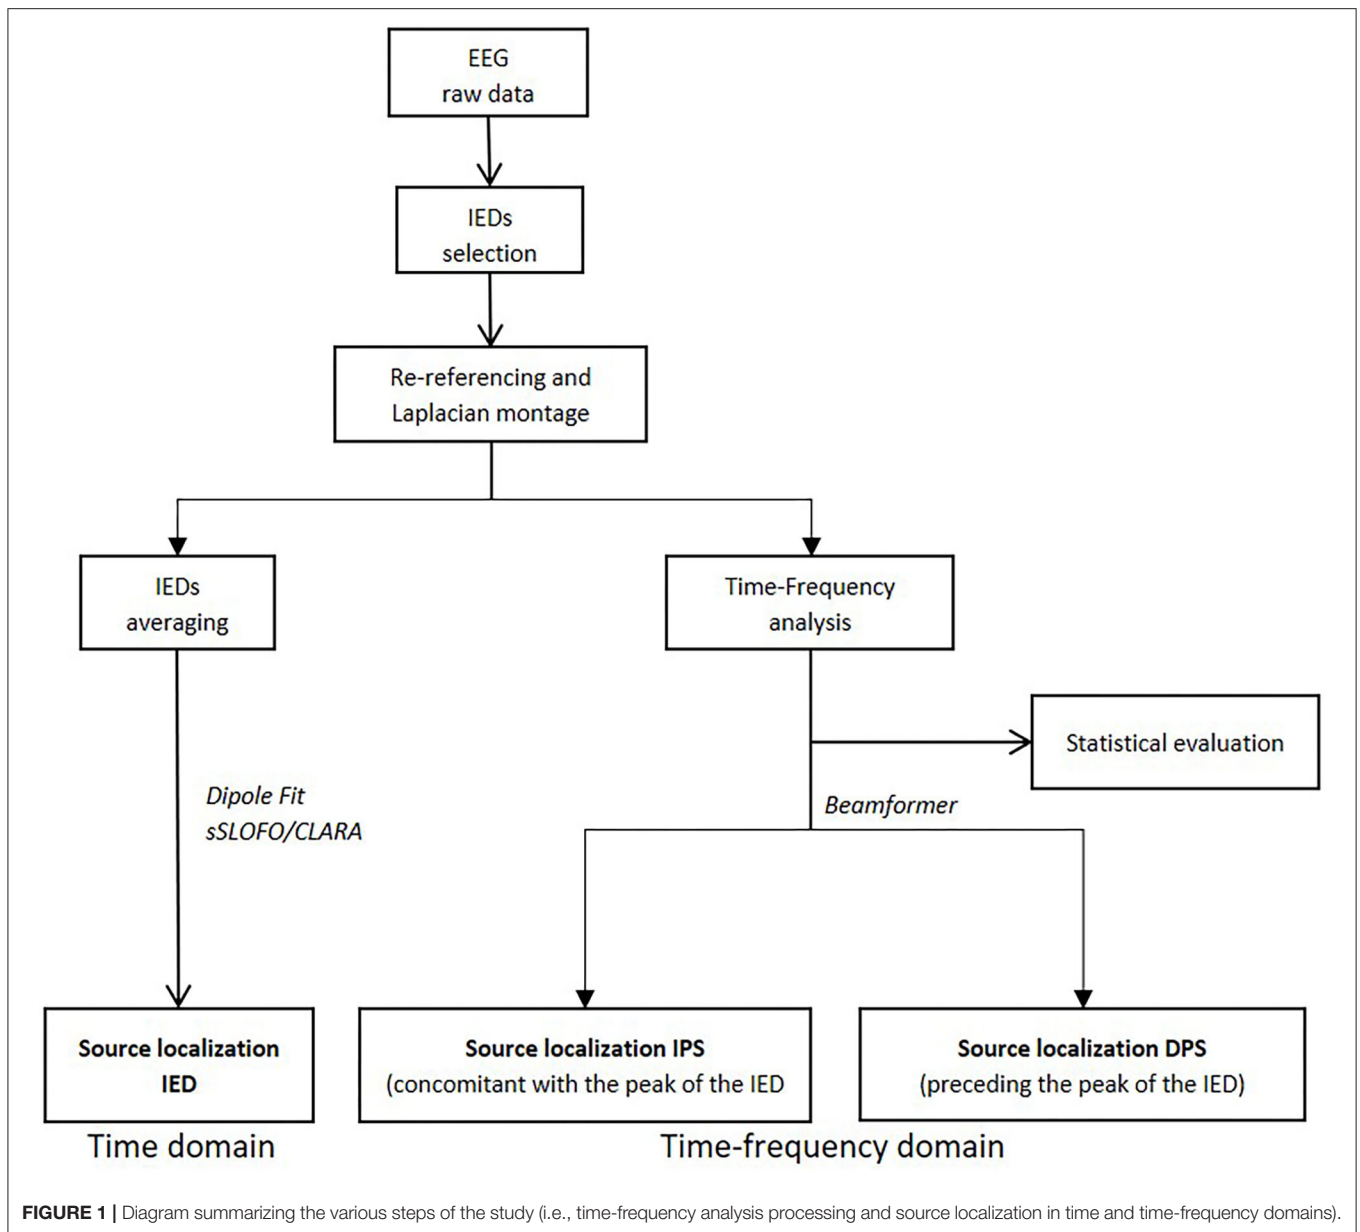 EEG
raw data
IEDs
selection
Re-referencing and
Laplacian montage
IEDs
averaging
Time-Frequency
analysis
Statistical evaluation
Dipole Fit
sSLOFO/CLARA
Beamformer
Source localization
IED
Source localization IPS
(concomitant with the peak of the IED
Source localization DPS
(preceding the peak of the IED)
Time domain
Time-frequency domain
FIGURE 1 | Diagram summarizing the various steps of the study (i.e., time-frequency analysis processing and source localization in time and time-frequency domains).